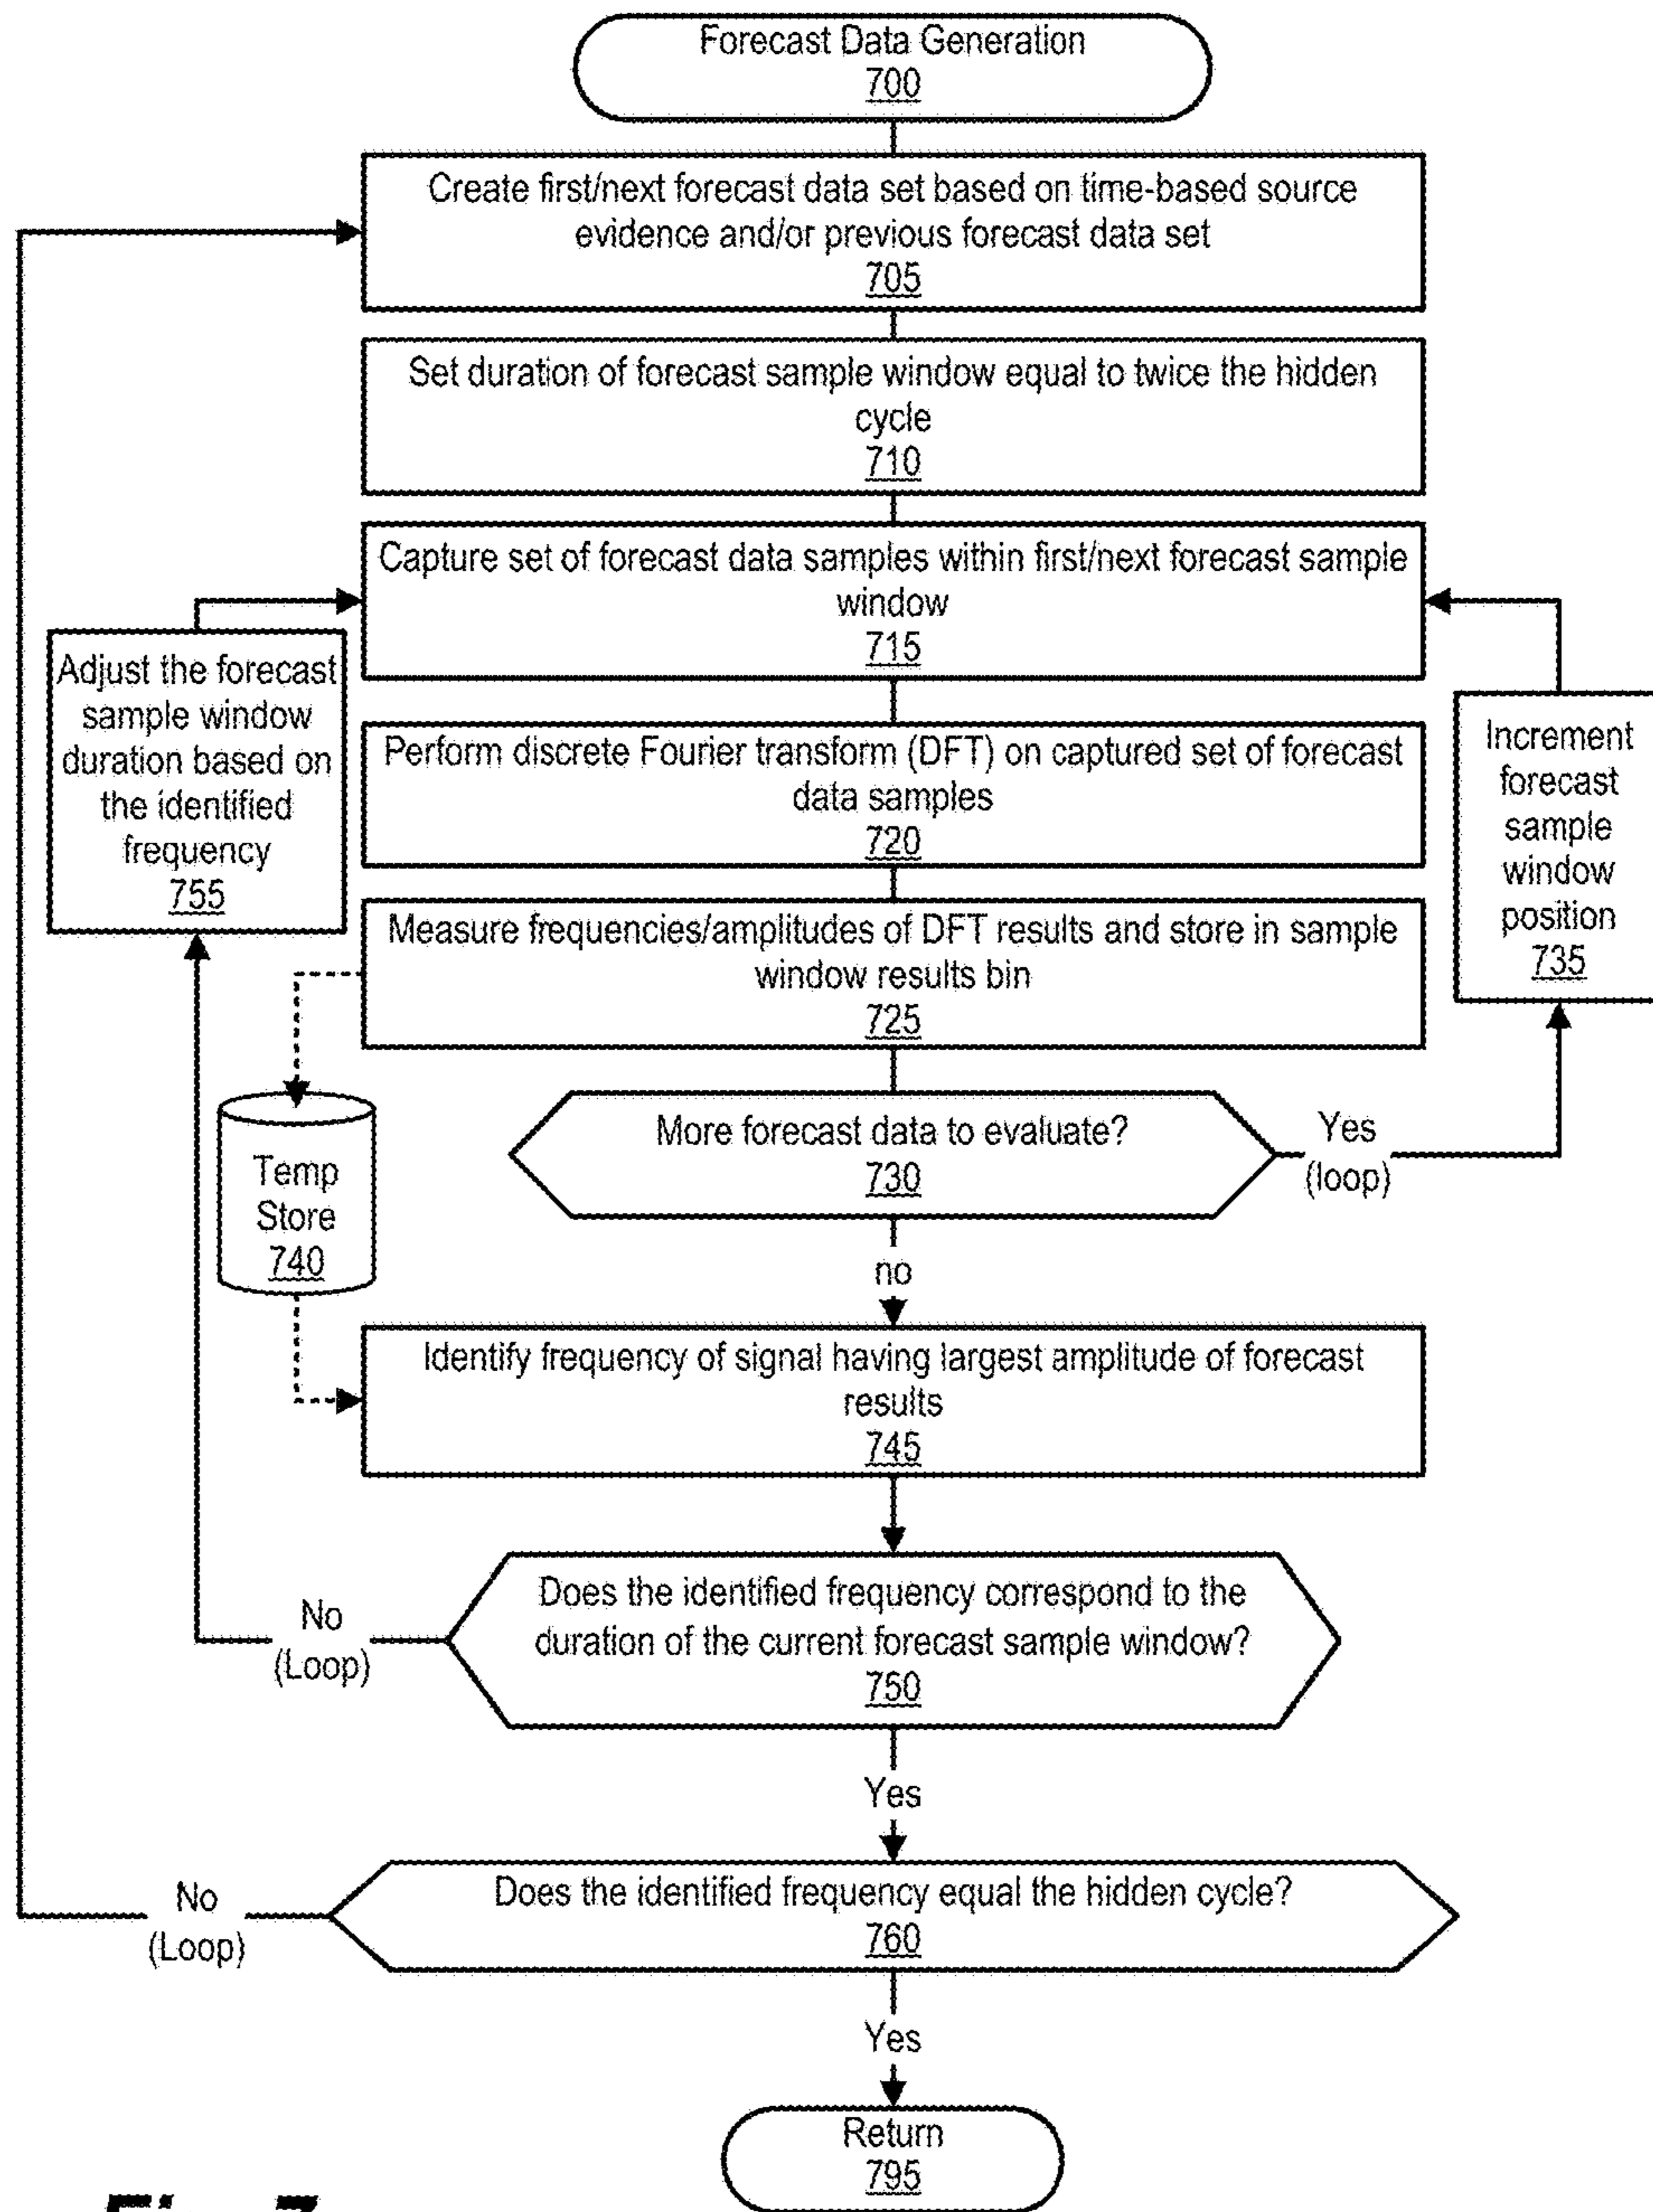 Forecast Data Generation
700
Create first/next forecast data set based on time-based source
evidence and/or previous forecast data set
705
Set duration of forecast sample window equal to twice the hidden
cycle
710
Capture set of forecast data samples within first/next forecast sample
window
715
Adjust the forecast
sample window
duration based on
the identified
frequency
755
Perform discrete Fourier transform (DFT) on captured set of forecast
data samples
720
Increment
forecast
sample
window
position
735
Measure frequencies/amplitudes of DFT results and store in sample
window results bin
725
More forecast data to evaluate?
730
Yes
(loop)
Temp
Store
740
no
Identify frequency of signal having largest amplitude of forecast
results
745
Does the identified frequency correspond to the
duration of the current forecast sample window?
750
No
(Loop)
Yes
Does the identified frequency equal the hidden cycle?
760
No
(Loop)
Yes
Return
795